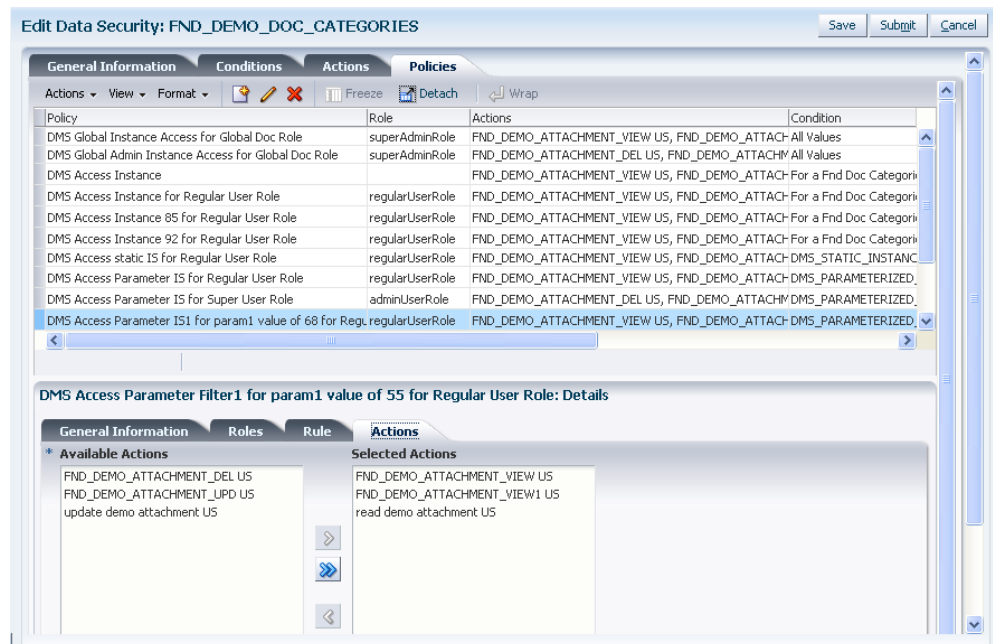 Edit Data Security: FND_DEMO_DOC_CATEGORIES Save Submit Cancel
General Information Conditions Actions Policies
Actions View Format Freeze Detach Wrap
Policy Role Actions Condition
DMS Global Instance Access for Global Doc Role superAdminRole FND_DEMO_ATTACHMENT_VIEW US, FND_DEMO_ATTACH All Values
DMS Global Admin Instance Access for Global Doc Role superAdminRole FND_DEMO_ATTACHMENT_DEL US, FND_DEMO_ATTACHM All Values
DMS Access Instance FND_DEMO_ATTACHMENT_VIEW US, FND_DEMO_ATTACH For a Fnd Doc Categori
DMS Access Instance for Regular User Role regularUserRole FND_DEMO_ATTACHMENT_VIEW US, FND_DEMO_ATTACH For a Fnd Doc Categori
DMS Access Instance 85 for Regular User Role regularUserRole FND_DEMO_ATTACHMENT_VIEW US, FND_DEMO_ATTACH For a Fnd Doc Categori
DMS Access Instance 92 for Regular User Role regularUserRole FND_DEMO_ATTACHMENT_VIEW US, FND_DEMO_ATTACH For a Fnd Doc Categori
DMS Access static IS for Regular User Role regularUserRole FND_DEMO_ATTACHMENT_VIEW US, FND_DEMO_ATTACH DMS_STATIC_INSTANC
DMS Access Parameter IS for Regular User Role regularUserRole FND_DEMO_ATTACHMENT_VIEW US, FND_DEMO_ATTACH DMS_PARAMETERIZED_
DMS Access Parameter IS for Super User Role adminUserRole FND_DEMO_ATTACHMENT_DEL US, FND_DEMO_ATTACHM DMS_PARAMETERIZED_
DMS Access Parameter IS1 for param1 value of 68 for Regu regularUserRole FND_DEMO_ATTACHMENT_VIEW US, FND_DEMO_ATTACH DMS_PARAMETERIZED_
DMS Access Parameter Filter1 for param1 value of 55 for Regular User Role: Details
General Information Roles Rule Actions
* Available Actions Selected Actions
FND_DEMO_ATTACHMENT_DEL US FND_DEMO_ATTACHMENT_VIEW US
FND_DEMO_ATTACHMENT_UPD US FND_DEMO_ATTACHMENT_VIEW1 US
update demo attachment US read demo attachment US